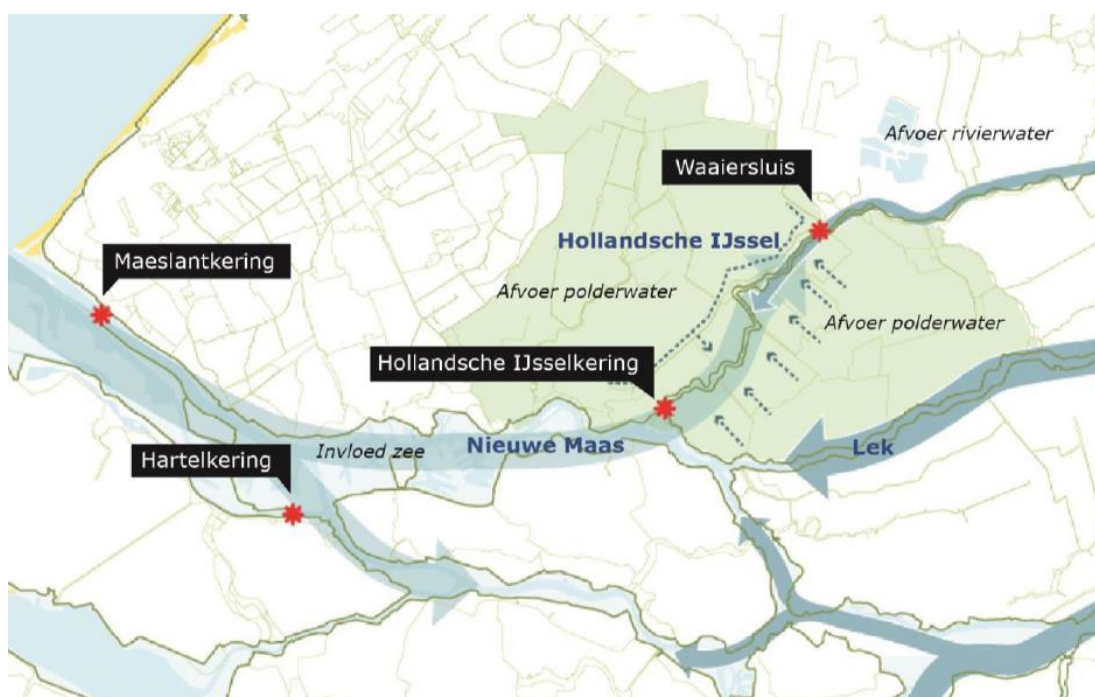 Afvoer rivierwater
Waaiersluis
Hollandsche IJssel
Maeslantkering
Afvoer polderwater
Afvoer polderwater
Hollandsche IJsselkering
Nieuwe Maas
Lek
Invloed zee
Hartelkering